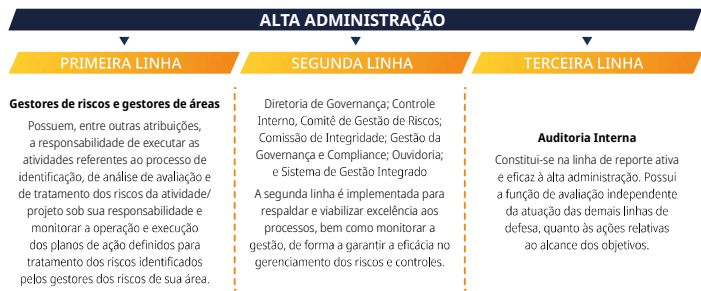 ALTA ADMINISTRAÇÃO
PRIMEIRA LINHA
Gestores de riscos e gestores de áreas
Possuem, entre outras atribuições,
a responsabilidade de executar as
atividades referentes ao processo de
identificação, de análise de avaliação e
de tratamento dos riscos da atividade/
projeto sob sua responsabilidade e
monitorar a operação e execução
dos planos de ação definidos para
tratamento dos riscos identificados
pelos gestores dos riscos de sua área.
SEGUNDA LINHA
Diretoria de Governança; Controle
Interno, Comitê de Gestão de Riscos;
Comissão de Integridade; Gestão da
Governança e Compliance; Ouvidoria;
e Sistema de Gestão Integrado
A segunda linha é implementada para
respaldar e viabilizar excelência aos
processos, bem como monitorar a
gestão, de forma a garantir a eficácia no
gerenciamento dos riscos e controles.
TERCEIRA LINHA
Auditoria Interna
Constitui-se na linha de reporte ativa
e eficaz à alta administração. Possui
a função de avaliação independente
da atuação das demais linhas de
defesa, quanto às ações relativas
ao alcance dos objetivos.